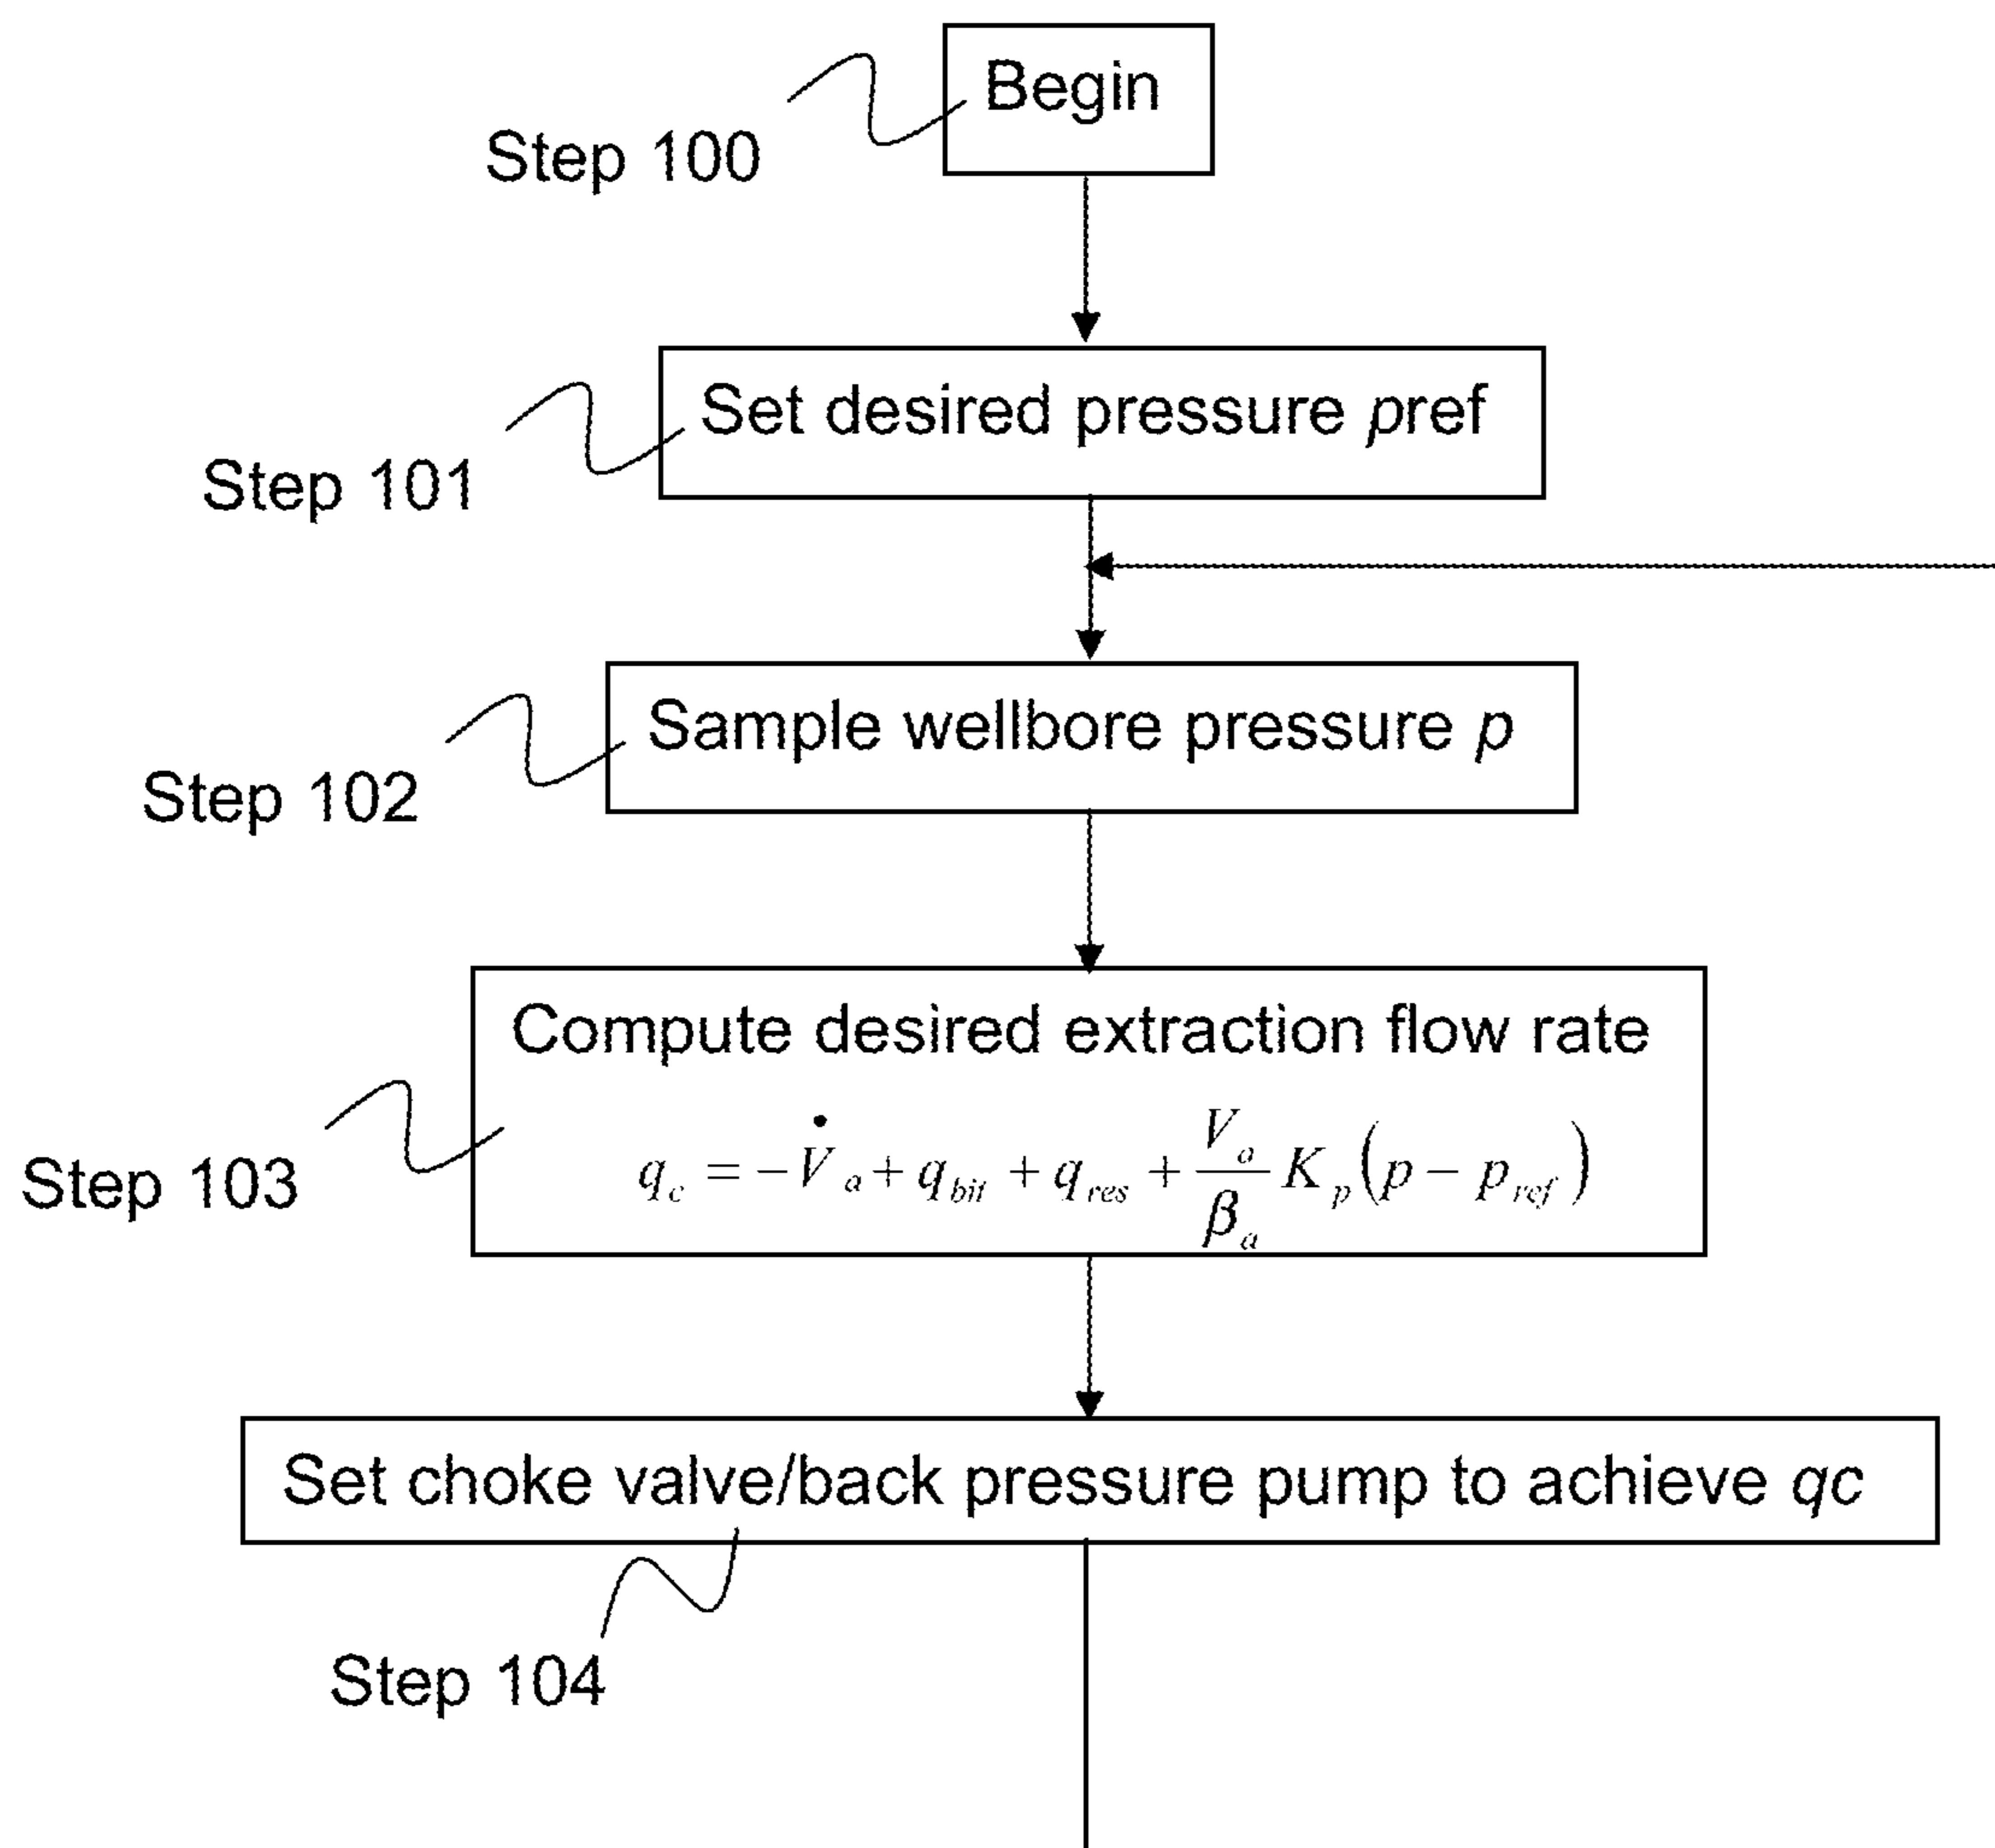 Begin
Step 100
Set desired pressure pref
Step 101
Sample wellbore pressure p
Step 102
Compute desired extraction flow rate
q_c = -V̇_a + q_bit + q_res + V_a/β_a K_p (p - p_ref)
Step 103
Set choke valve/back pressure pump to achieve qc
Step 104